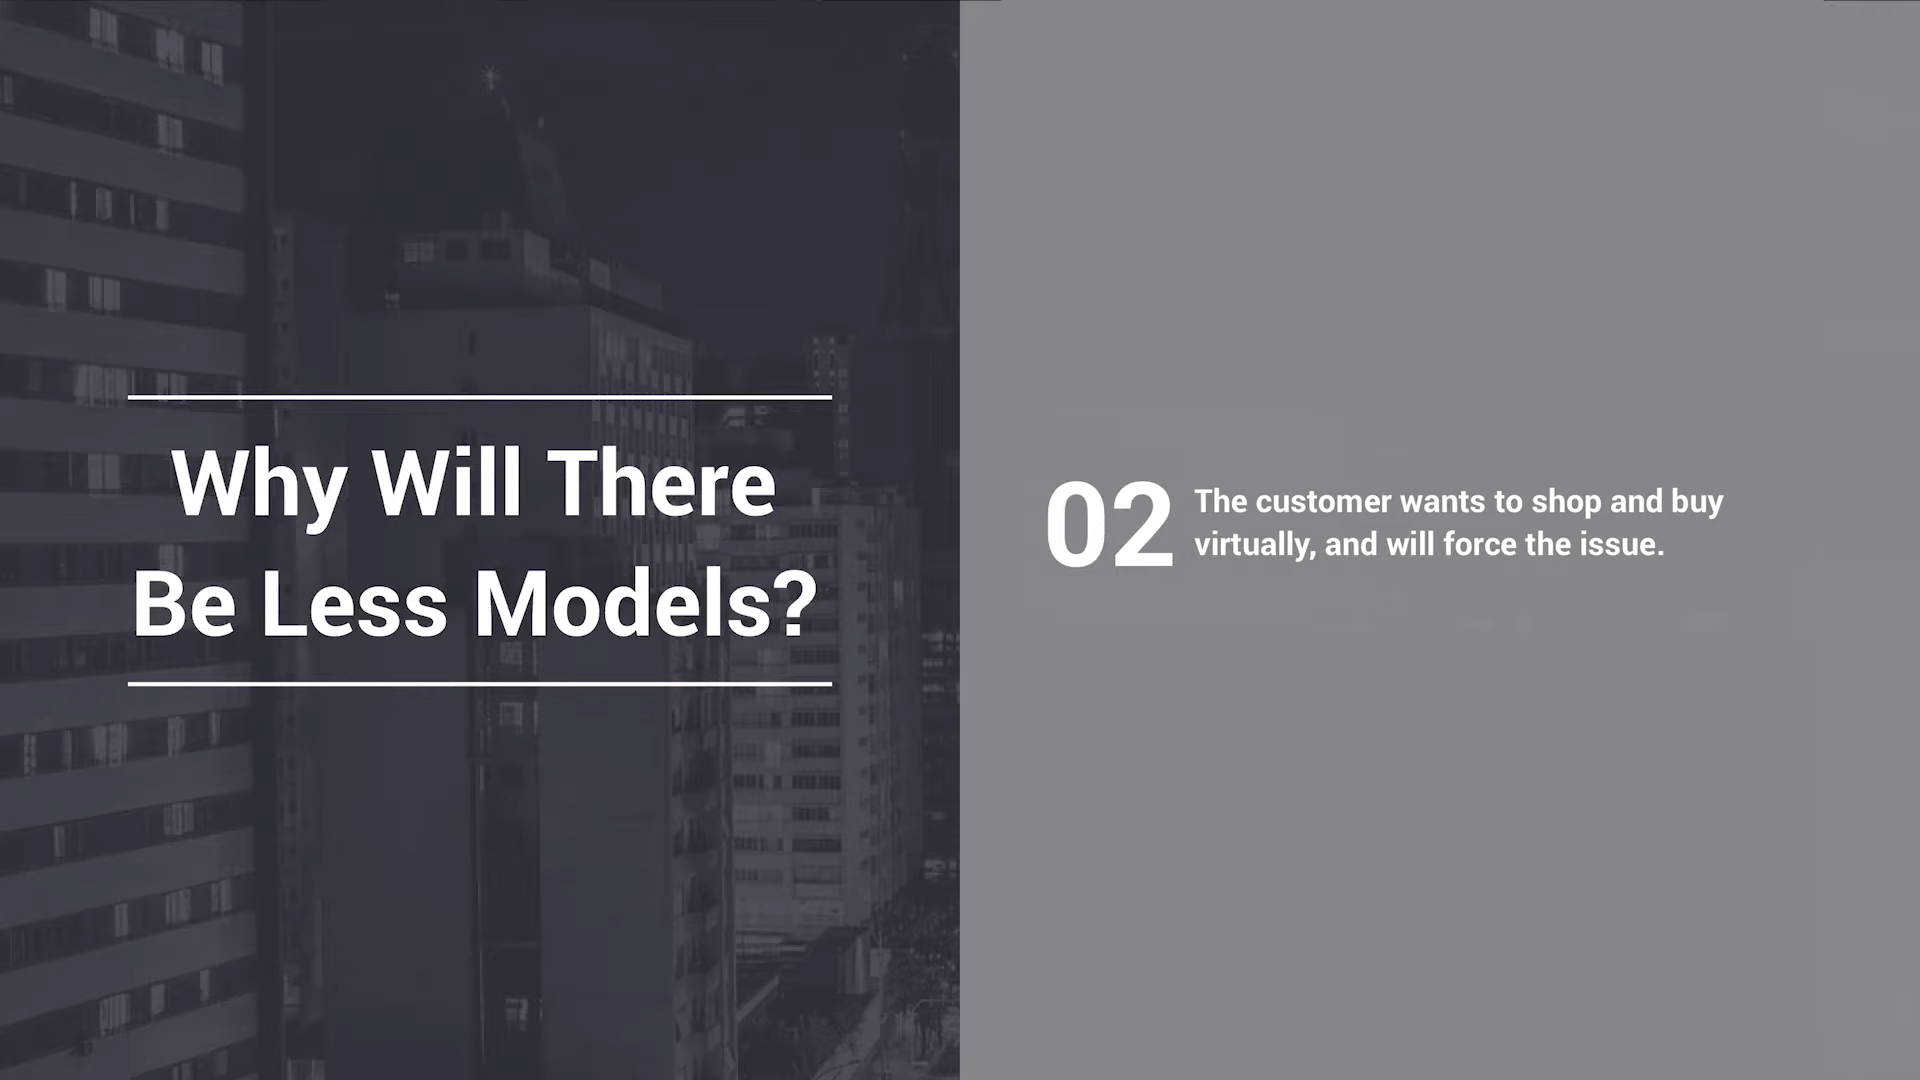 Why Will There
Be Less Models?
02
The customer wants to shop and buy
virtually, and will force the issue.